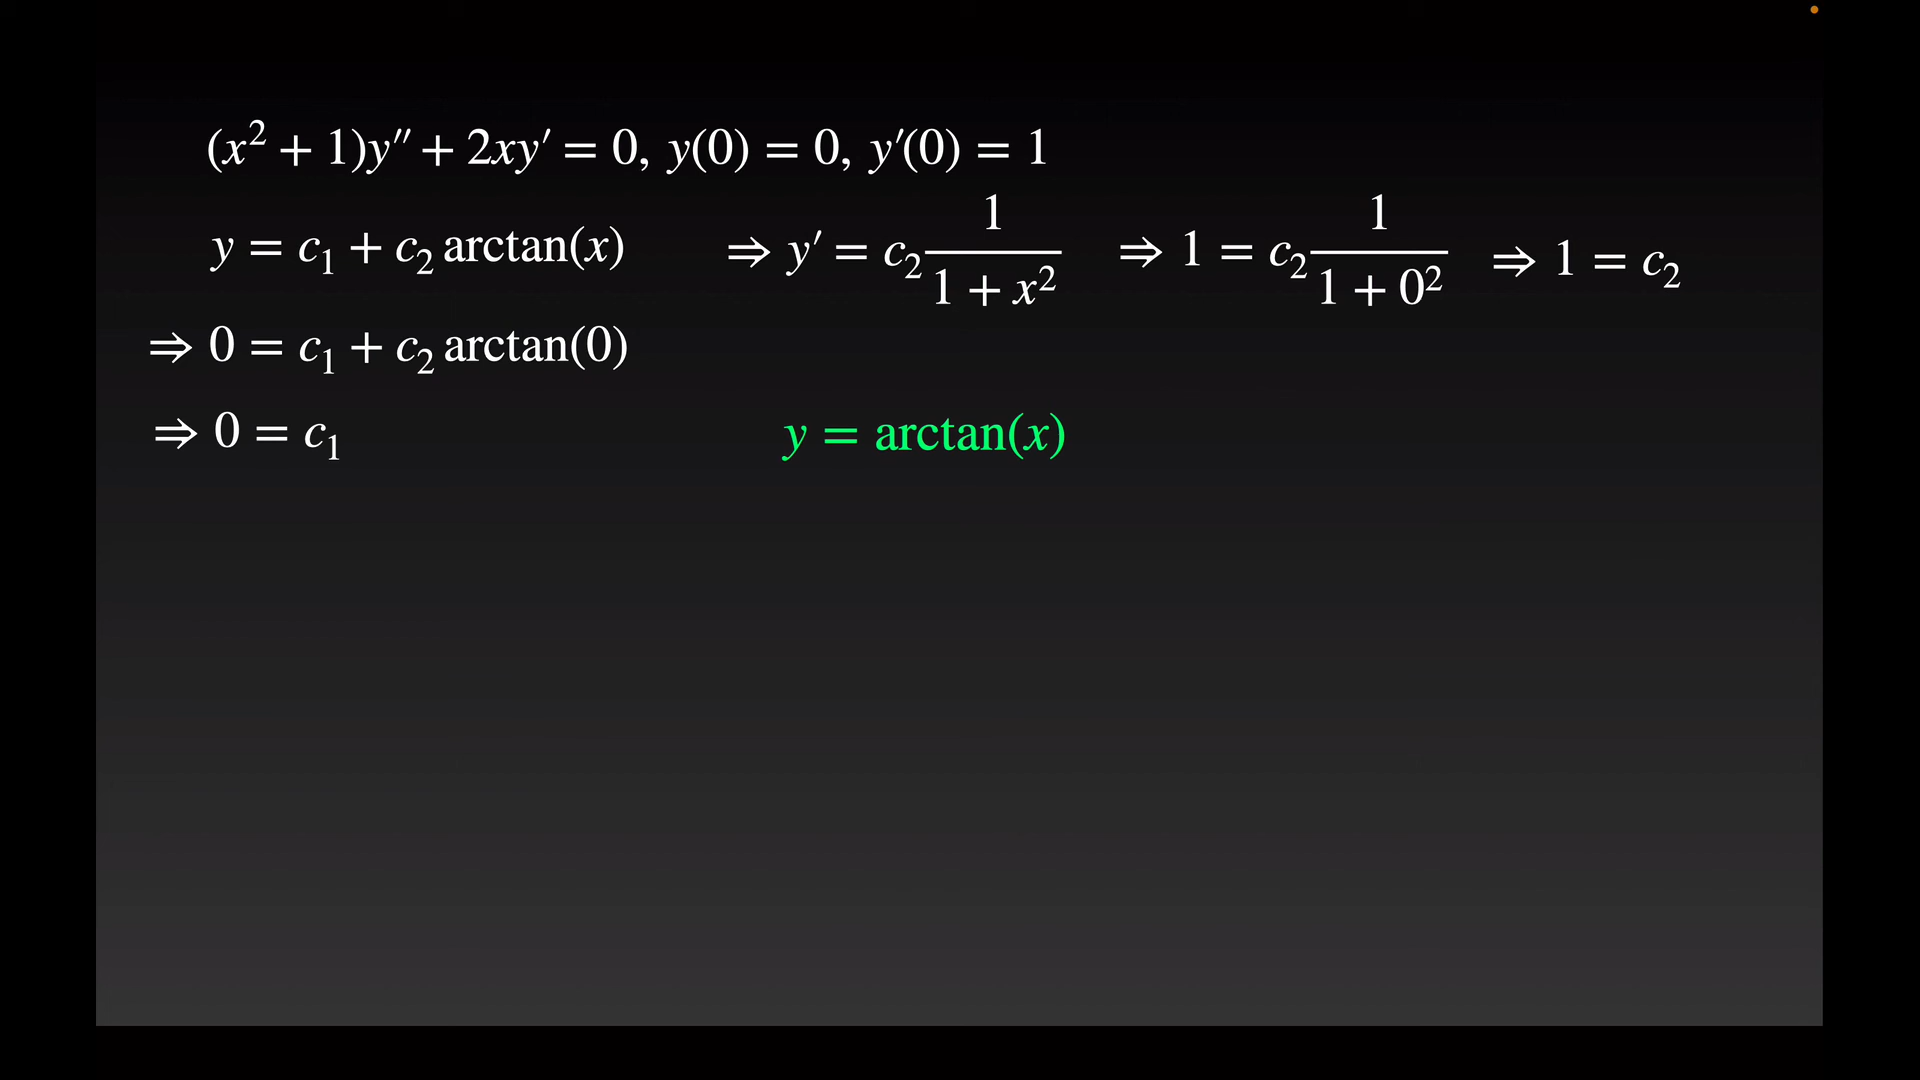 (x² + 1)y″ + 2xy′ = 0, y(0) = 0, y′(0) = 1
y = c₁ + c₂ arctan(x) ⇒ y′ = c₂ 1/(1 + x²) ⇒ 1 = c₂ 1/(1 + 0²) ⇒ 1 = c₂
⇒ 0 = c₁ + c₂ arctan(0)
⇒ 0 = c₁ y = arctan(x)